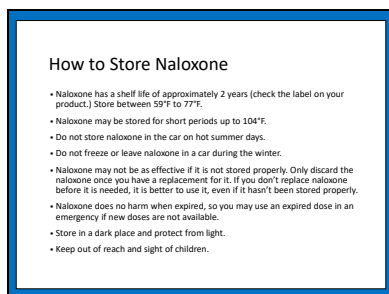 How to Store Naloxone
• Naloxone has a shelf life of approximately 2 years (check the label on your
product.) Store between 59°F to 77°F.
• Naloxone may be stored for short periods up to 104°F.
• Do not store naloxone in the car on hot summer days.
• Do not freeze or leave naloxone in a car during the winter.
• Naloxone may not be as effective if it is not stored properly. Only discard the
naloxone once you have a replacement for it. If you don't replace naloxone
before it is needed, it is better to use it, even if it hasn't been stored properly.
• Naloxone does no harm when expired, so you may use an expired dose in an
emergency if new doses are not available.
• Store in a dark place and protect from light.
• Keep out of reach and sight of children.